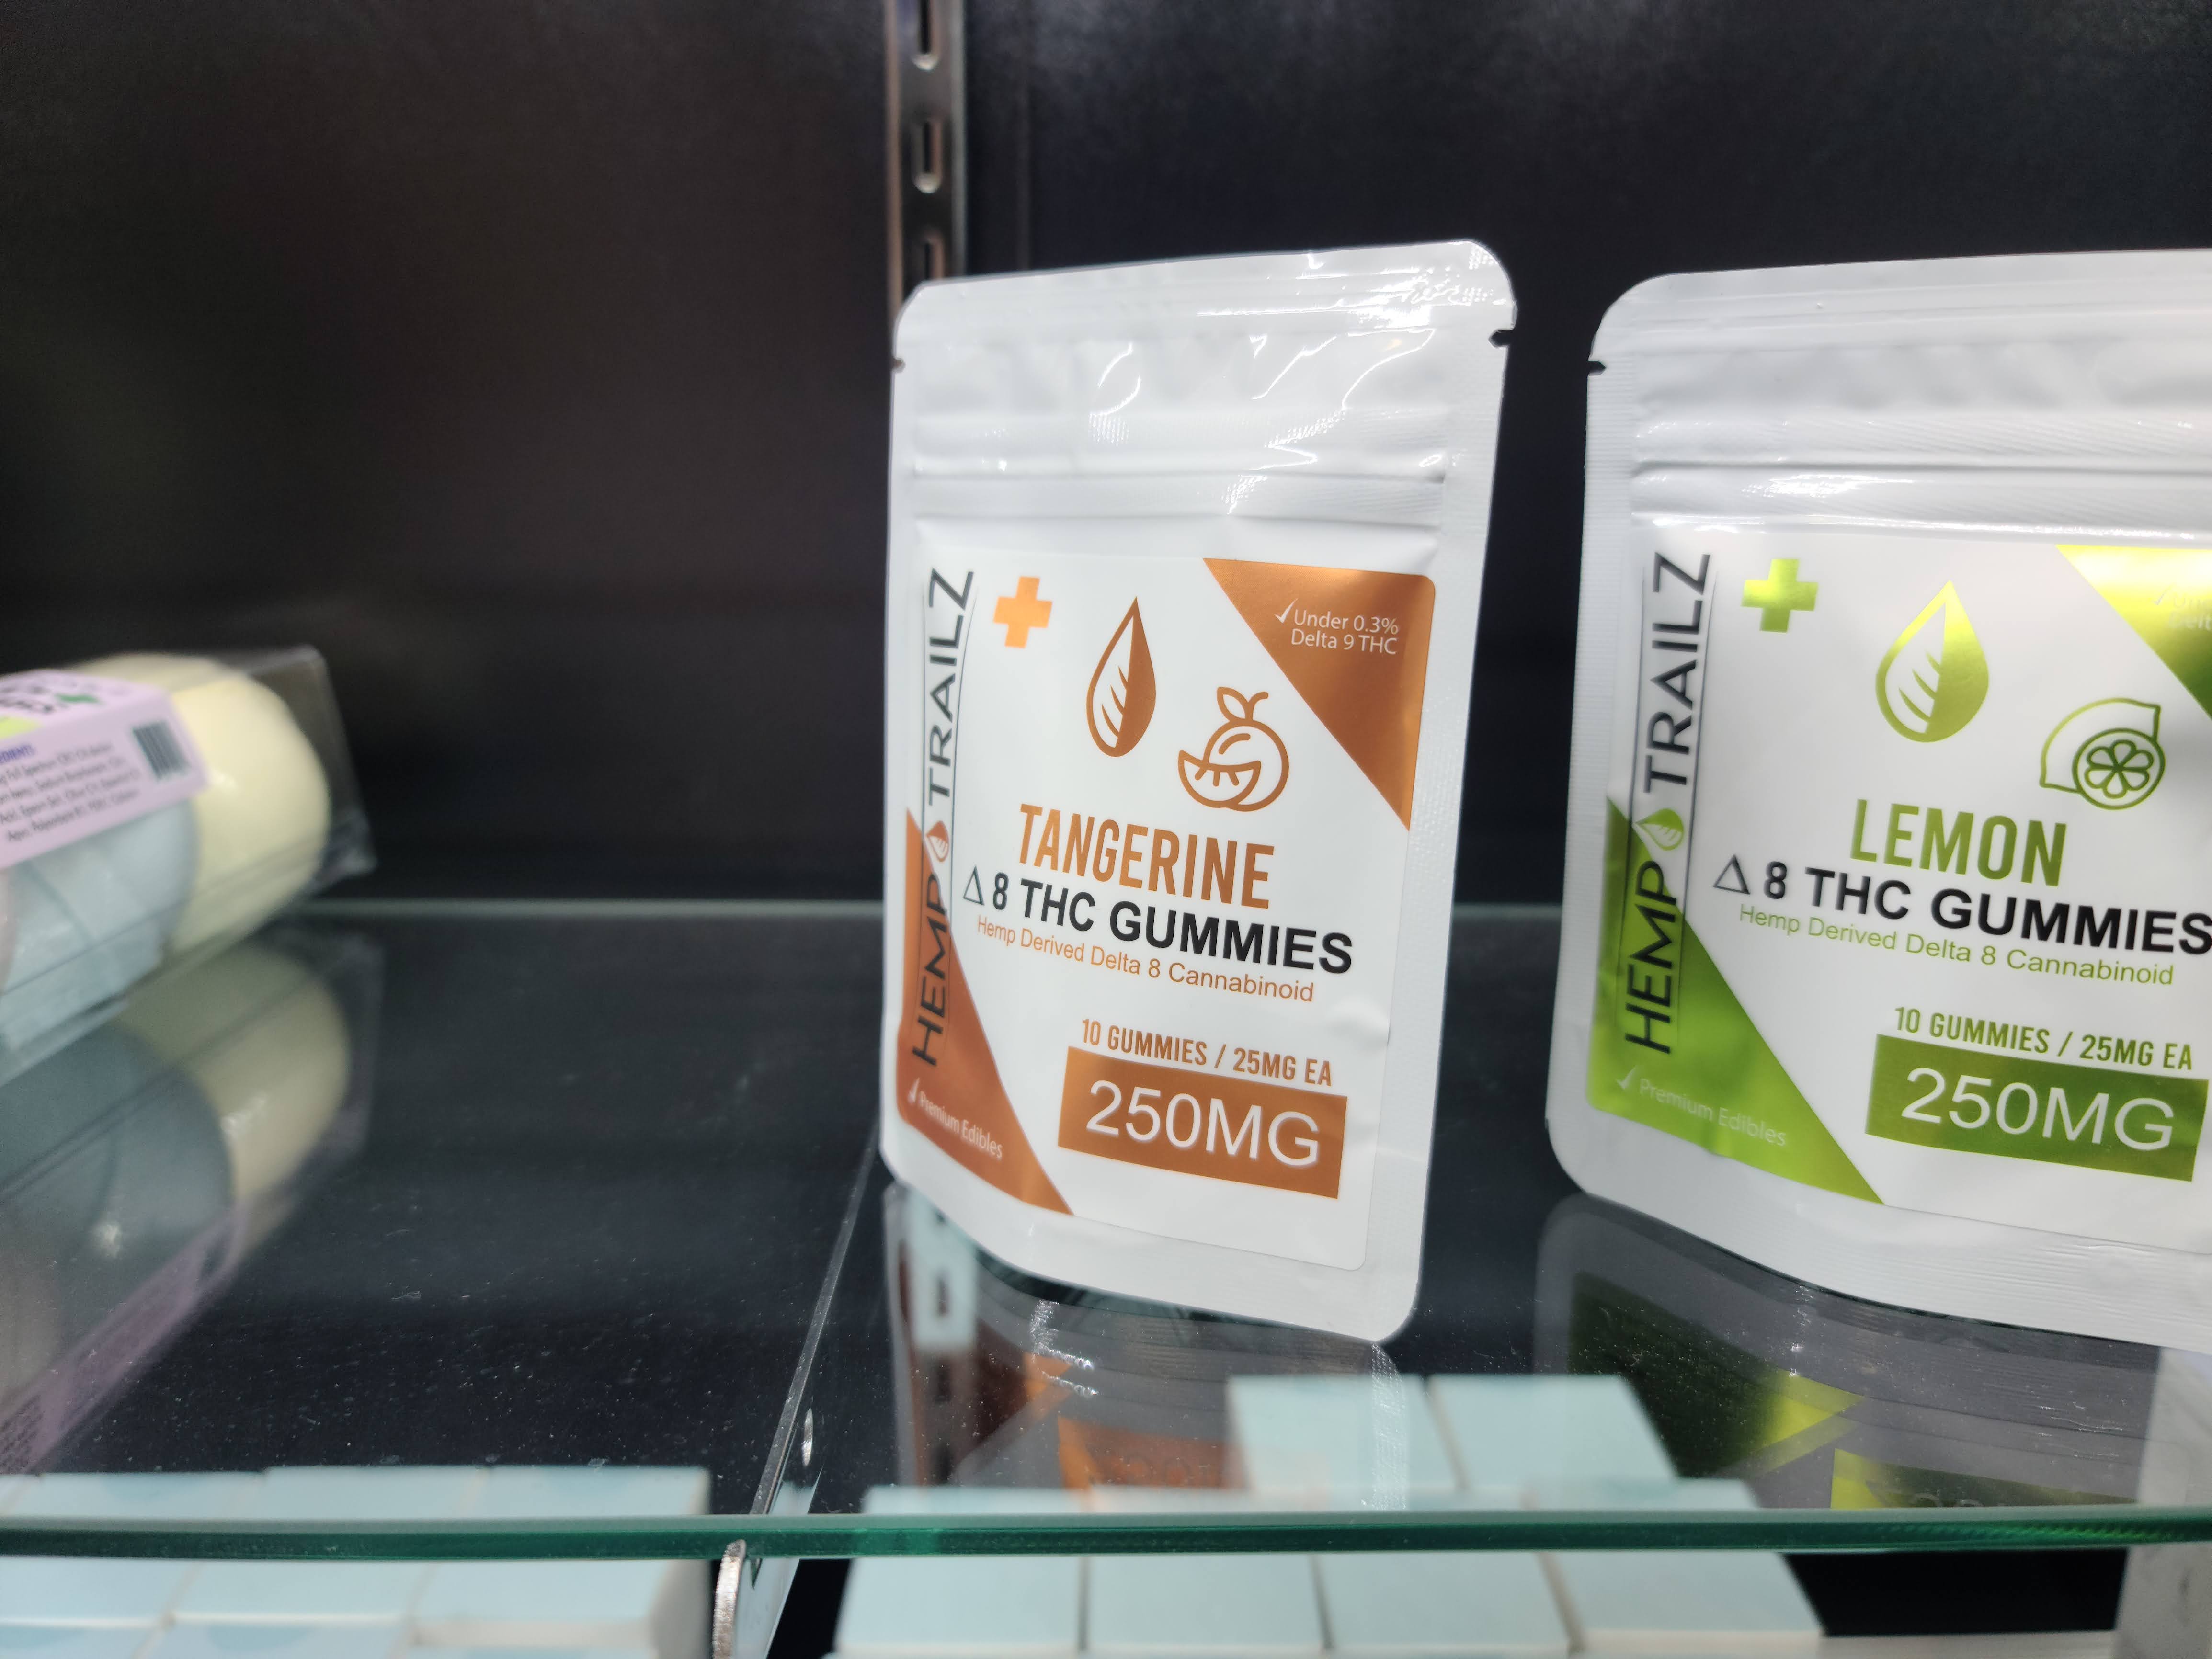 HEMP TRAILZ
✓Under 0.3%
Delta 9 THC
TANGERINE
Δ 8 THC GUMMIES
Hemp Derived Delta 8 Cannabinoid
10 GUMMIES / 25MG EA
250MG
✓ Premium Edibles
HEMP TRAILZ
LEMON
Δ 8 THC GUMMIES
Hemp Derived Delta 8 Cannabinoid
10 GUMMIES / 25MG EA
250MG
✓ Premium Edibles